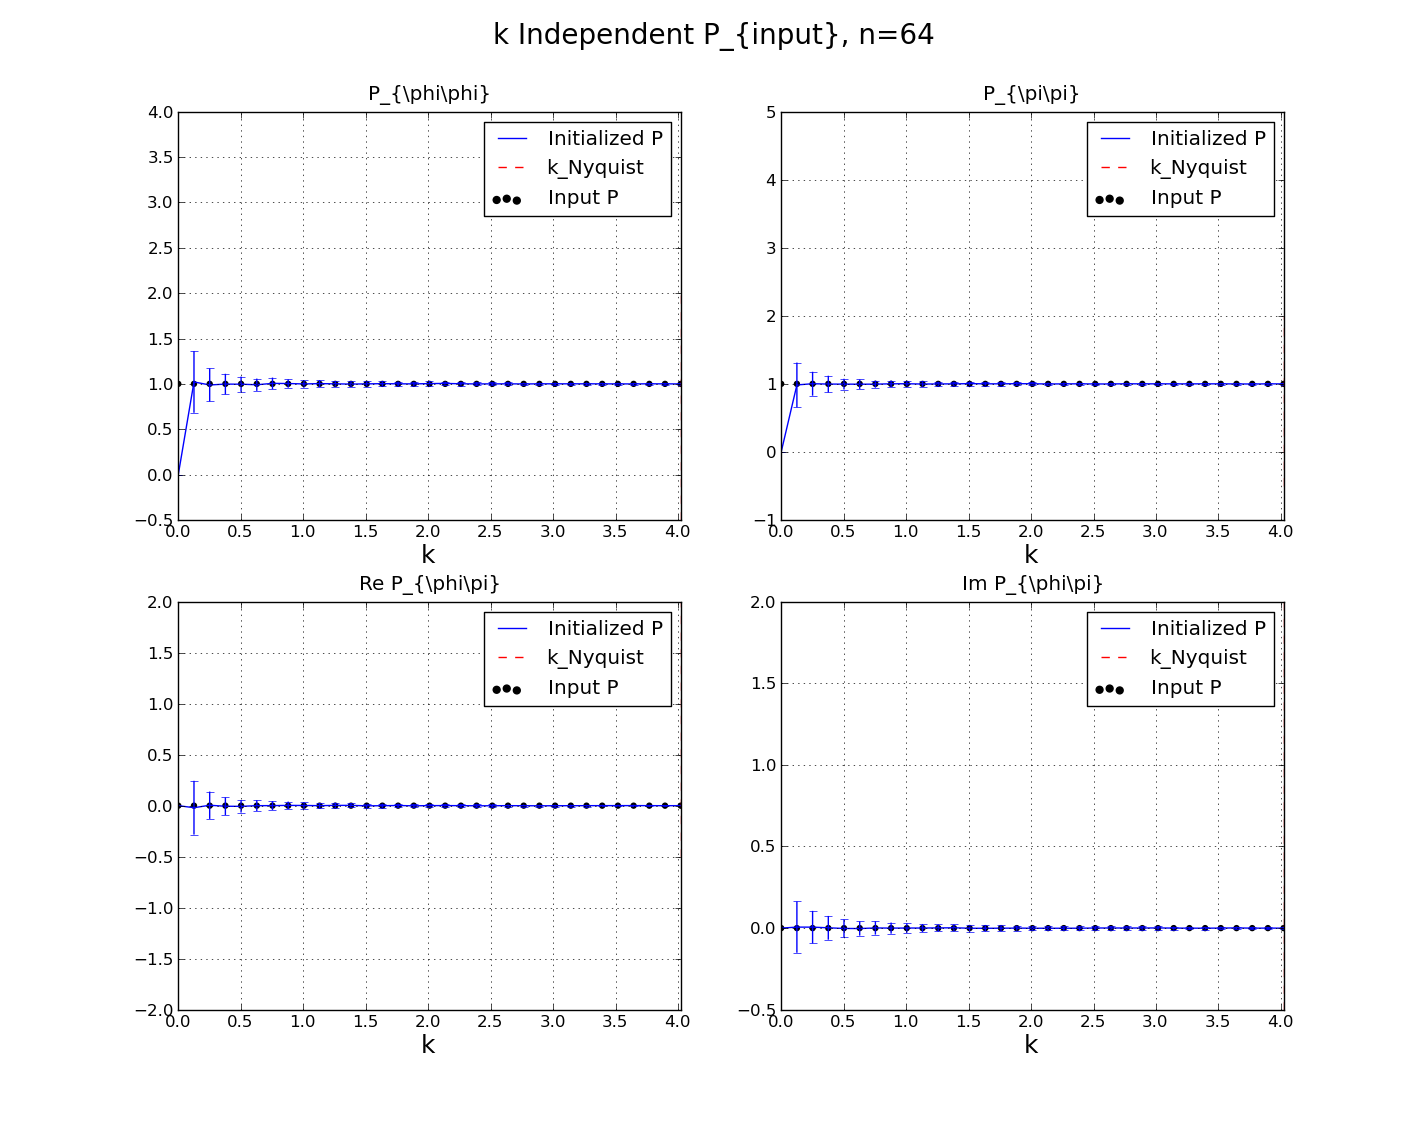 k Independent P_{input}, n=64
P_{\phi\phi}
4.0
3.5
3.0
2.5
2.0
1.5
1.0
0.5
0.0
−0.5
0.0 0.5 1.0 1.5 2.0 2.5 3.0 3.5 4.0
k
Initialized P
k_Nyquist
Input P
P_{\pi\pi}
5
4
3
2
1
0
−1
0.0 0.5 1.0 1.5 2.0 2.5 3.0 3.5 4.0
k
Initialized P
k_Nyquist
Input P
Re P_{\phi\pi}
2.0
1.5
1.0
0.5
0.0
−0.5
−1.0
−1.5
−2.0
0.0 0.5 1.0 1.5 2.0 2.5 3.0 3.5 4.0
k
Initialized P
k_Nyquist
Input P
Im P_{\phi\pi}
2.0
1.5
1.0
0.5
0.0
−0.5
0.0 0.5 1.0 1.5 2.0 2.5 3.0 3.5 4.0
k
Initialized P
k_Nyquist
Input P